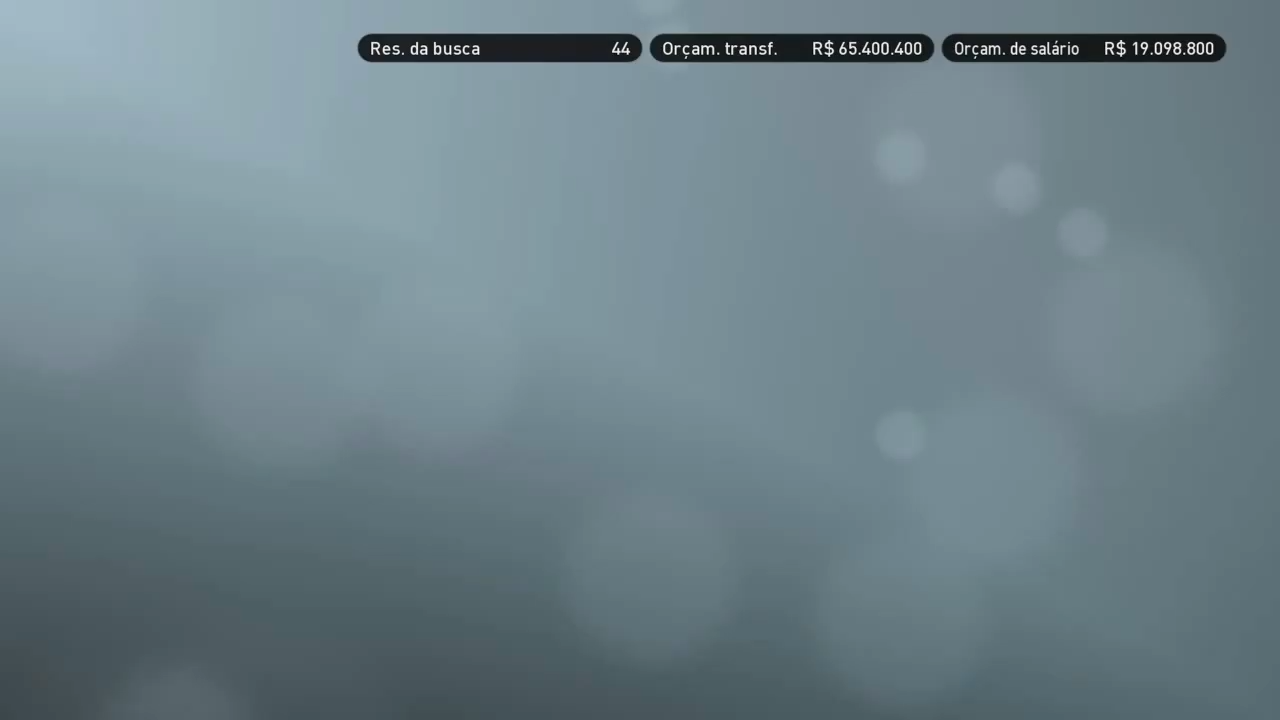 Res. da busca 44 Orçam. transf. R$ 65.400.400 Orçam. de salário R$ 19.098.800